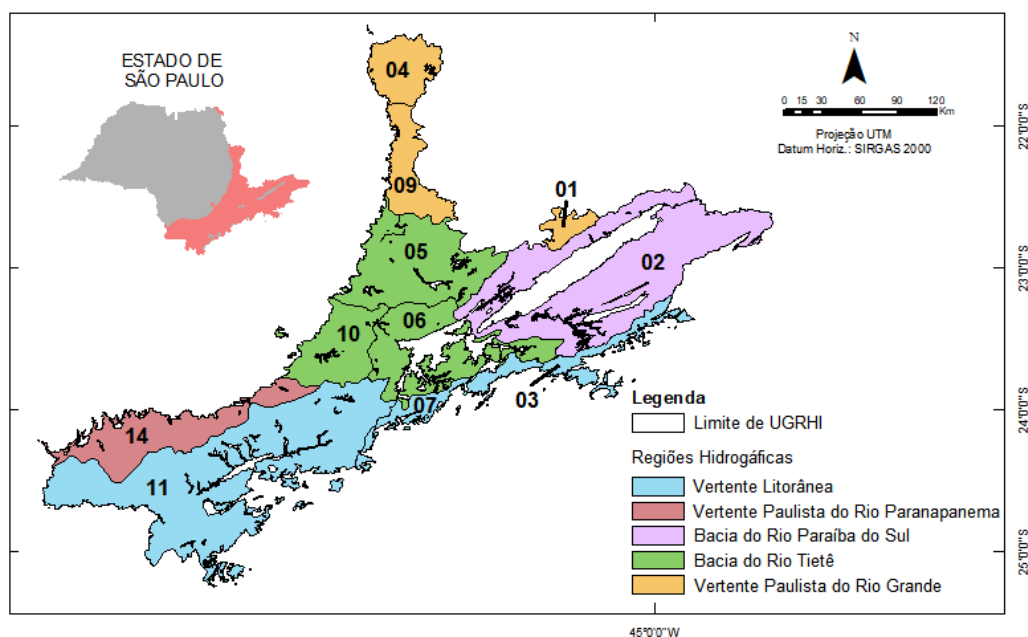 ESTADO DE
SÃO PAULO
N
0 15 30 60 90 120
Km
Projeção UTM
Datum Horiz.: SIRGAS 2000
04
09
01
05
02
06
10
07
03
14
11
22°0'0"S
23°0'0"S
24°0'0"S
25°0'0"S
45°0'0"W
Legenda
Limite de UGRHI
Regiões Hidrogáficas
Vertente Litorânea
Vertente Paulista do Rio Paranapanema
Bacia do Rio Paraíba do Sul
Bacia do Rio Tietê
Vertente Paulista do Rio Grande